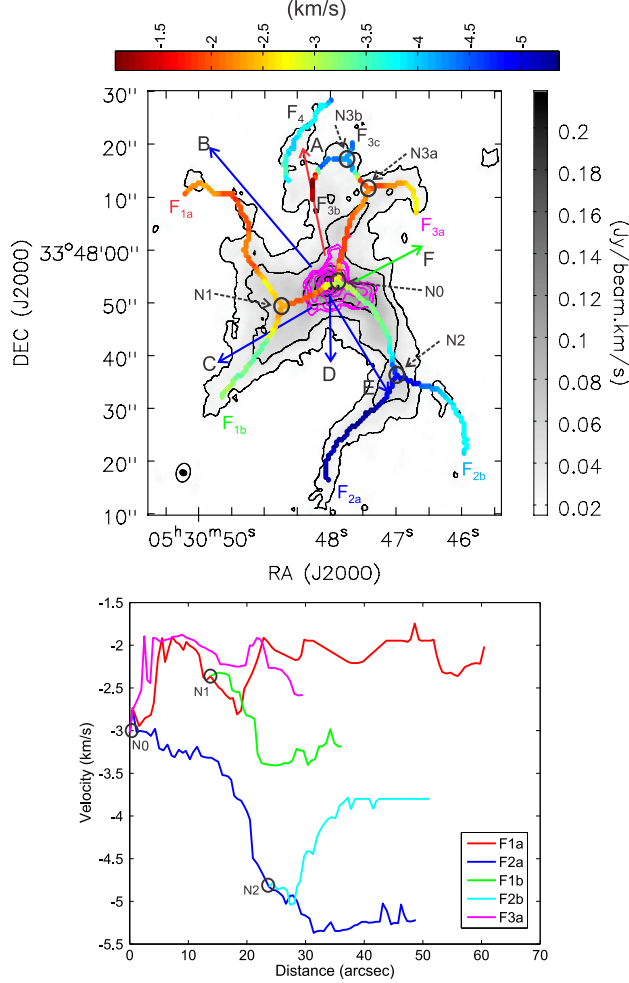 (km/s)
-1.5 -2 -2.5 -3 -3.5 -4 -4.5 -5
30"
20"
10"
33°48'00"
50"
40"
30"
20"
10"
DEC (J2000)
F4
A
N3b
F3c
B
N3a
F3b
F1a
F3a
F
N1
N0
C
D
E
N2
F1b
F2a
F2b
05h30m50s 48s 47s 46s
RA (J2000)
0.2
0.18
0.16
0.14
0.12
0.1
0.08
0.06
0.04
0.02
(Jy/beam.km/s)
-1.5
-2
-2.5
-3
-3.5
-4
-4.5
-5
-5.5
Velocity (km/s)
N1
N0
N2
F1a
F2a
F1b
F2b
F3a
0 10 20 30 40 50 60 70
Distance (arcsec)